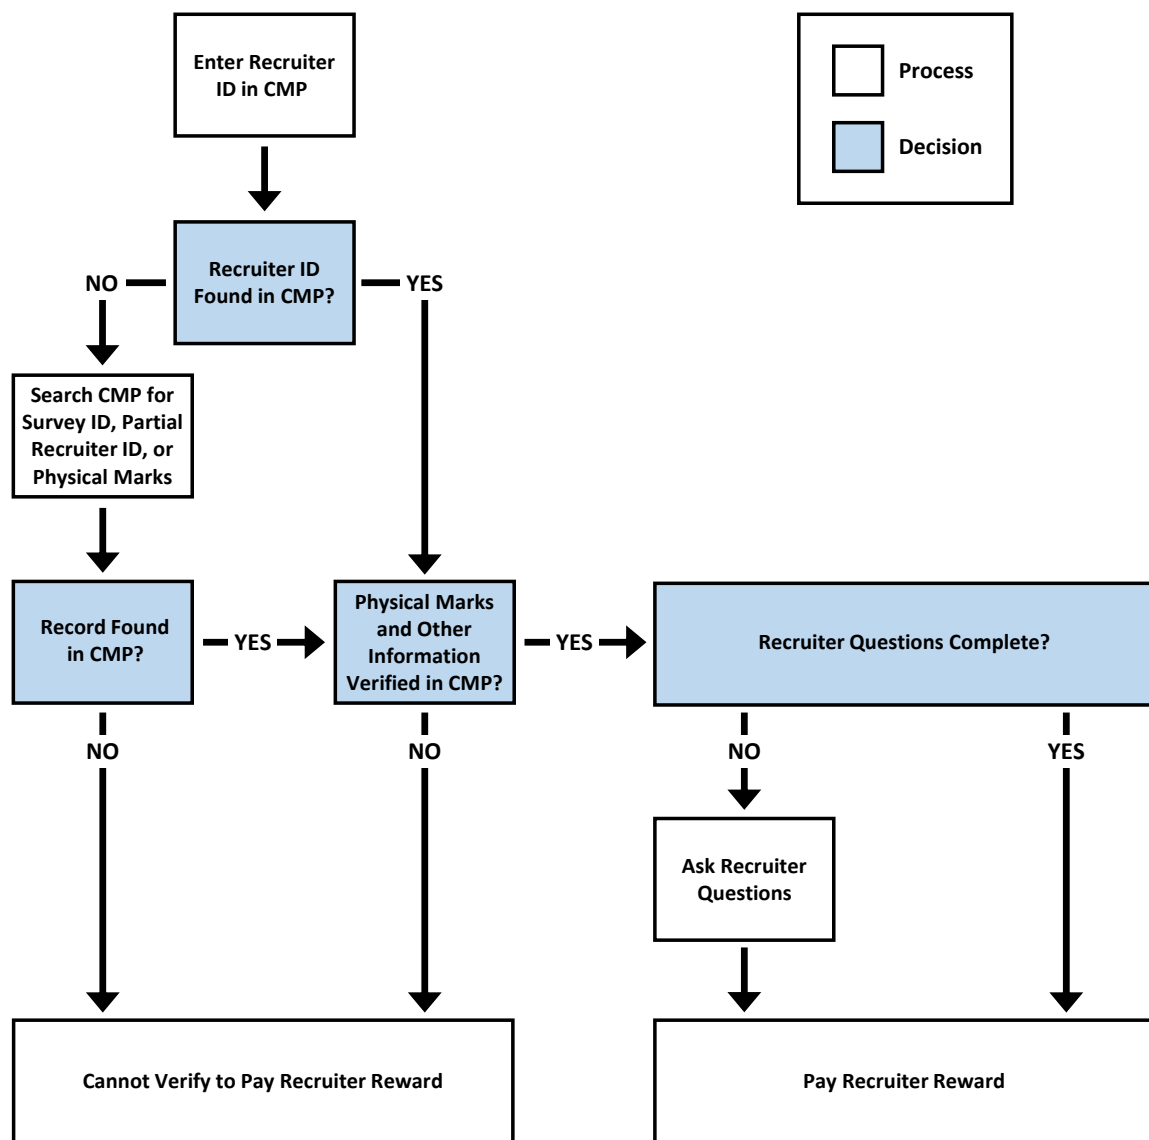 Enter Recruiter
ID in CMP
Process
Decision
NO
Recruiter ID
Found in CMP?
YES
Search CMP for
Survey ID, Partial
Recruiter ID, or
Physical Marks
Record Found
in CMP?
YES
Physical Marks
and Other
Information
Verified in CMP?
YES
Recruiter Questions Complete?
NO
NO
NO
YES
Ask Recruiter
Questions
Cannot Verify to Pay Recruiter Reward
Pay Recruiter Reward